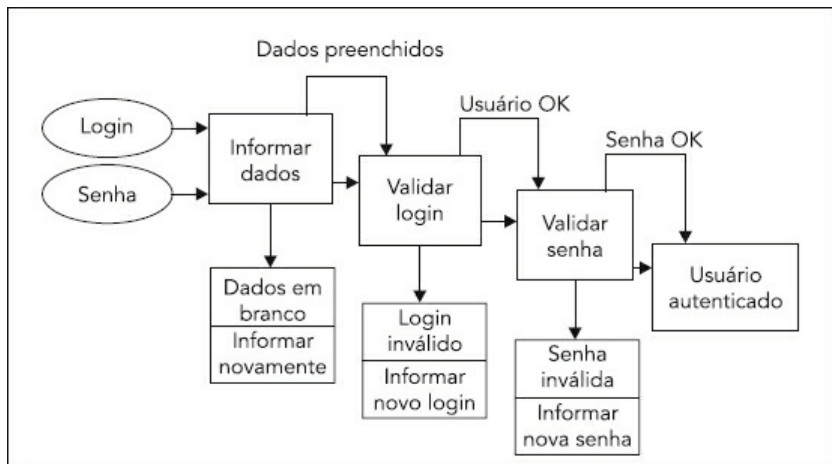 Dados preenchidos
Login
Senha
Informar
dados
Usuário OK
Validar
login
Senha OK
Validar
senha
Usuário
autenticado
Dados em
branco
Informar
novamente
Login
inválido
Informar
novo login
Senha
inválida
Informar
nova senha